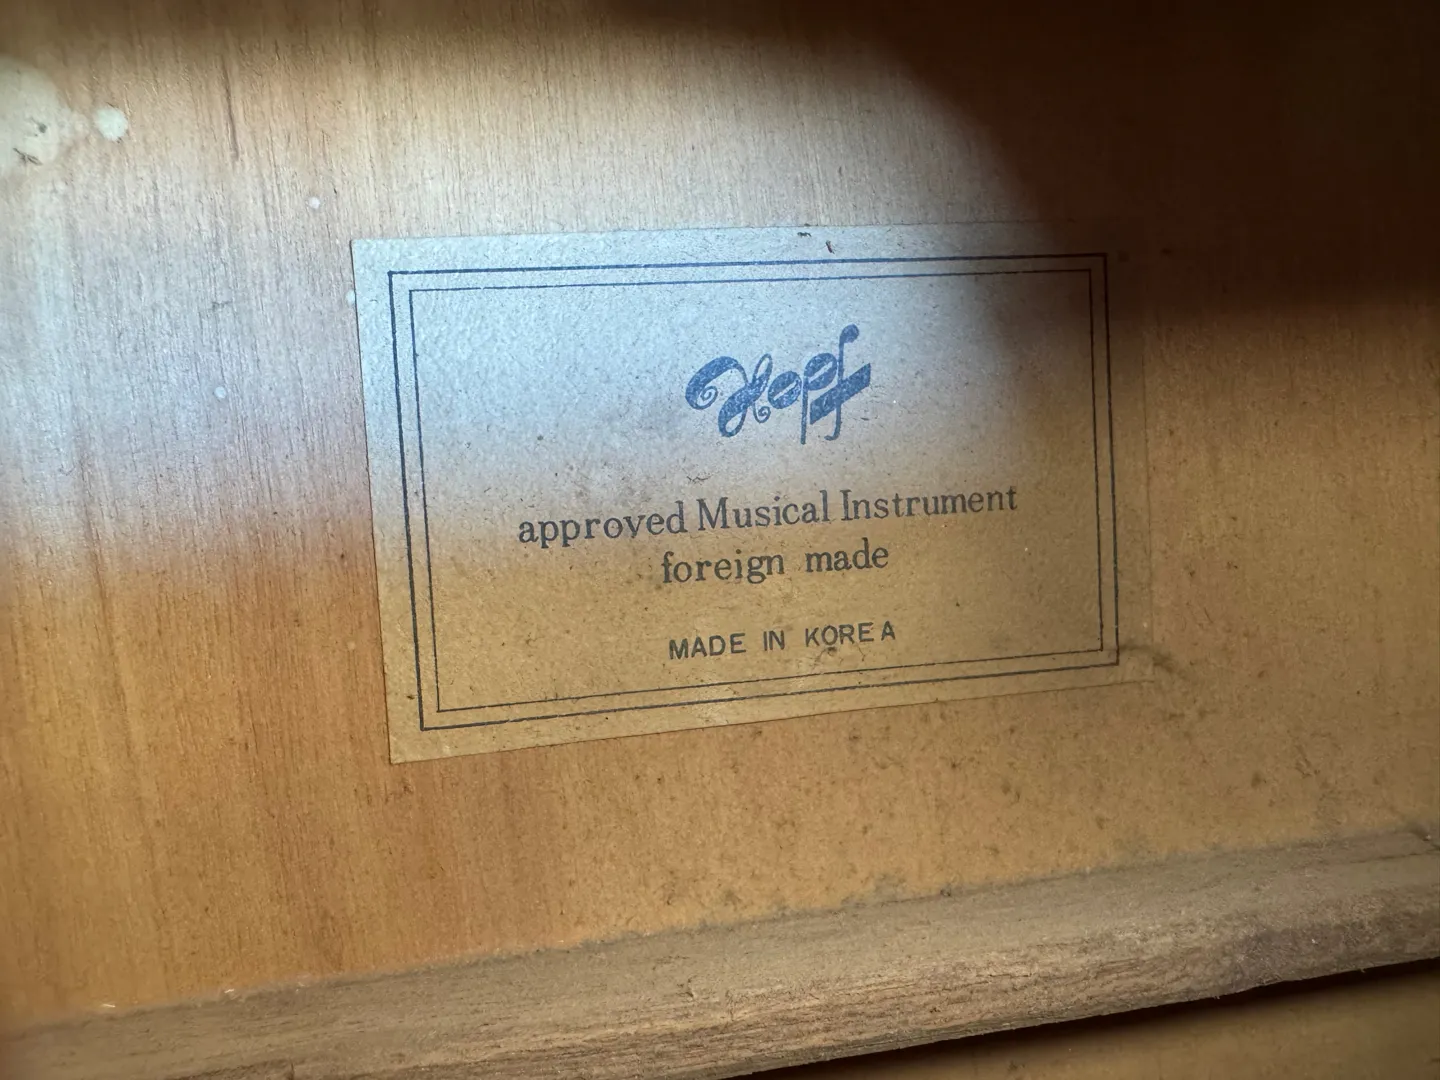 Hopf
approved Musical Instrument
foreign made
MADE IN KOREA